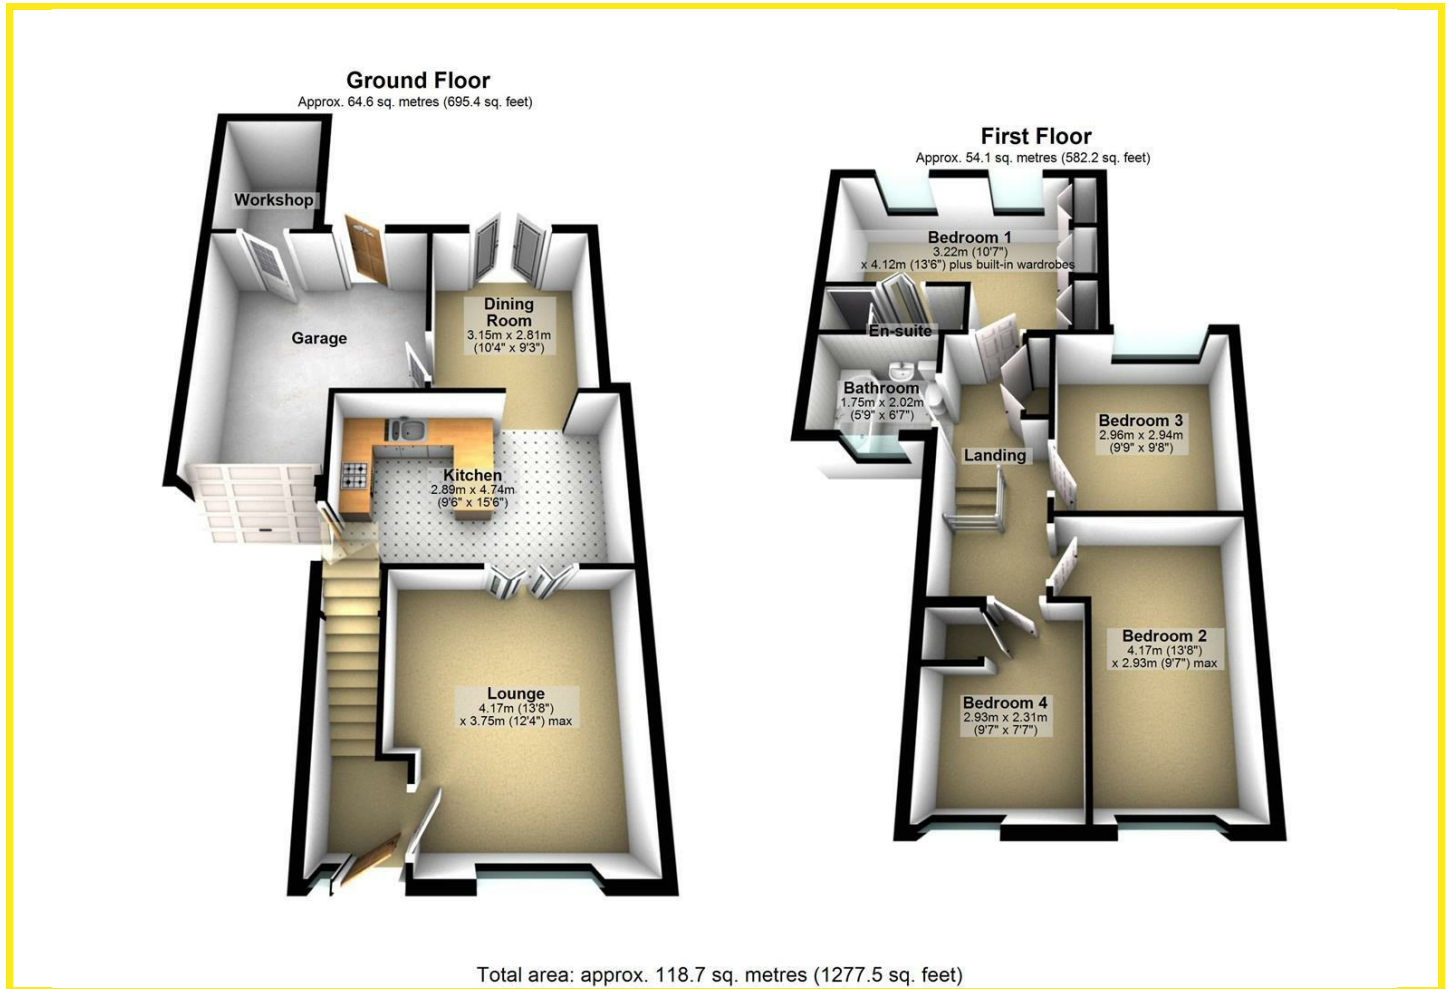 Ground Floor
Approx. 64.6 sq. metres (695.4 sq. feet)
Workshop
Garage
Dining
Room
3.15m x 2.81m
(10'4" x 9'3")
Kitchen
2.89m x 4.74m
(9'6" x 15'6")
Lounge
4.17m (13'8")
x 3.75m (12'4") max
First Floor
Approx. 54.1 sq. metres (582.2 sq. feet)
Bedroom 1
3.22m (10'7")
x 4.12m (13'6") plus built-in wardrobes
En-suite
Bathroom
1.75m x 2.02m
(5'9" x 6'7")
Landing
Bedroom 3
2.96m x 2.94m
(9'9" x 9'8")
Bedroom 2
4.17m (13'8")
x 2.93m (9'7") max
Bedroom 4
2.93m x 2.31m
(9'7" x 7'7")
Total area: approx. 118.7 sq. metres (1277.5 sq. feet)